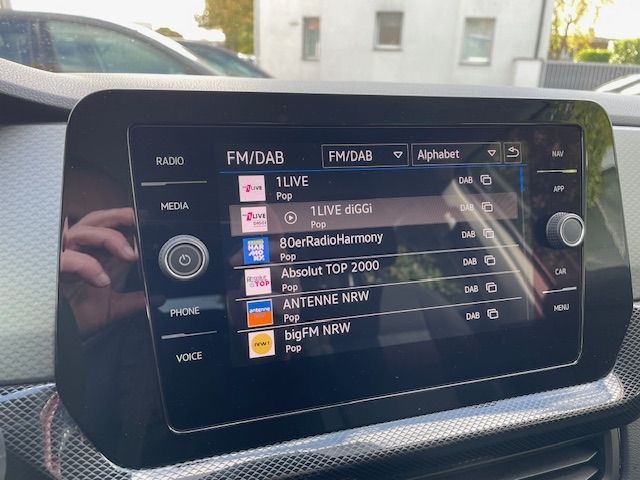 RADIO
MEDIA
PHONE
VOICE
FM/DAB
FM/DAB
Alphabet
1LIVE
Pop
DAB
1LIVE diGGi
Pop
DAB
80erRadioHarmony
Pop
DAB
Absolut TOP 2000
Pop
DAB
ANTENNE NRW
Pop
DAB
bigFM NRW
Pop
DAB
NAV
APP
CAR
MENU